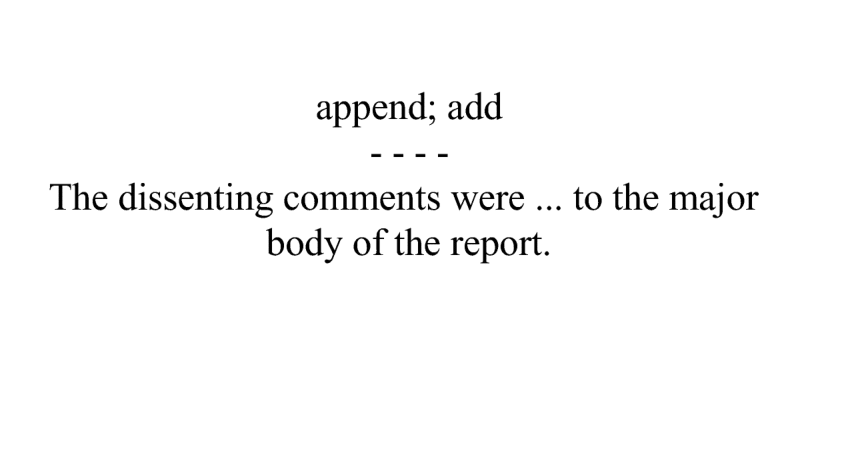 append; add
- - - -
The dissenting comments were ... to the major
body of the report.